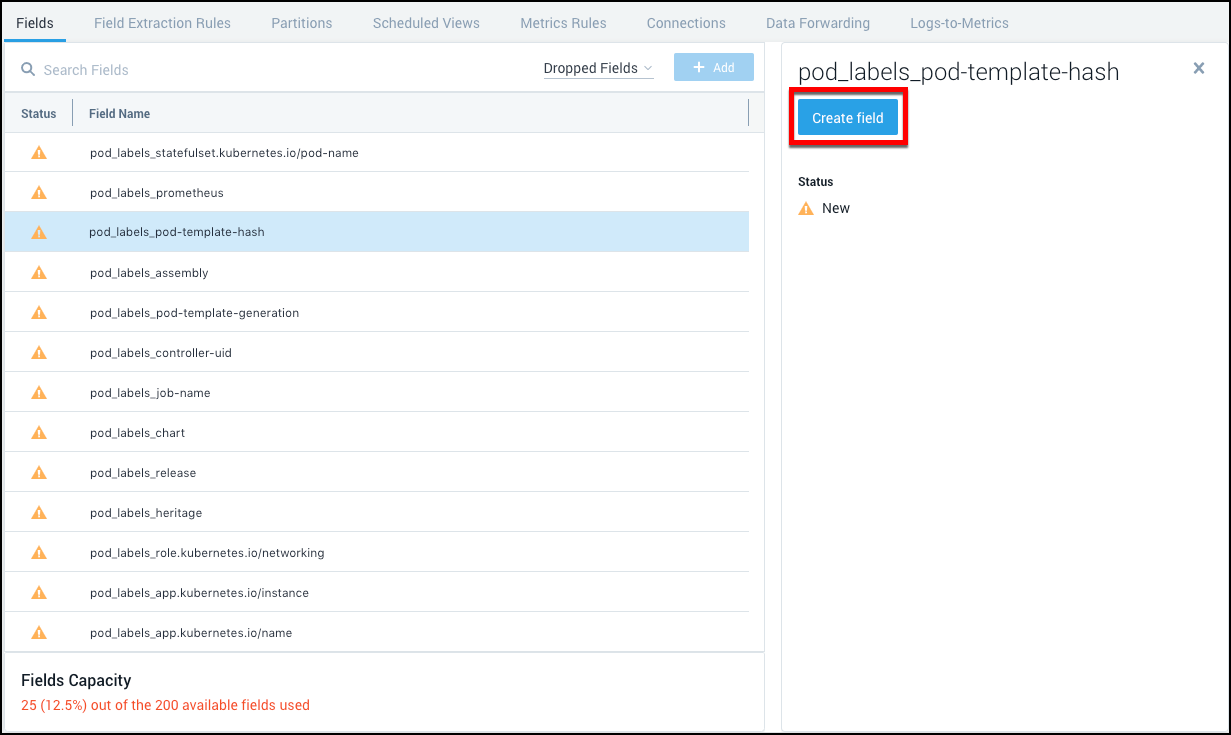 Fields Field Extraction Rules Partitions Scheduled Views Metrics Rules Connections Data Forwarding Logs-to-Metrics
Search Fields Dropped Fields + Add
Status Field Name
pod_labels_statefulset.kubernetes.io/pod-name
pod_labels_prometheus
pod_labels_pod-template-hash
pod_labels_assembly
pod_labels_pod-template-generation
pod_labels_controller-uid
pod_labels_job-name
pod_labels_chart
pod_labels_release
pod_labels_heritage
pod_labels_role.kubernetes.io/networking
pod_labels_app.kubernetes.io/instance
pod_labels_app.kubernetes.io/name
Fields Capacity
25 (12.5%) out of the 200 available fields used
pod_labels_pod-template-hash
Create field
Status
New